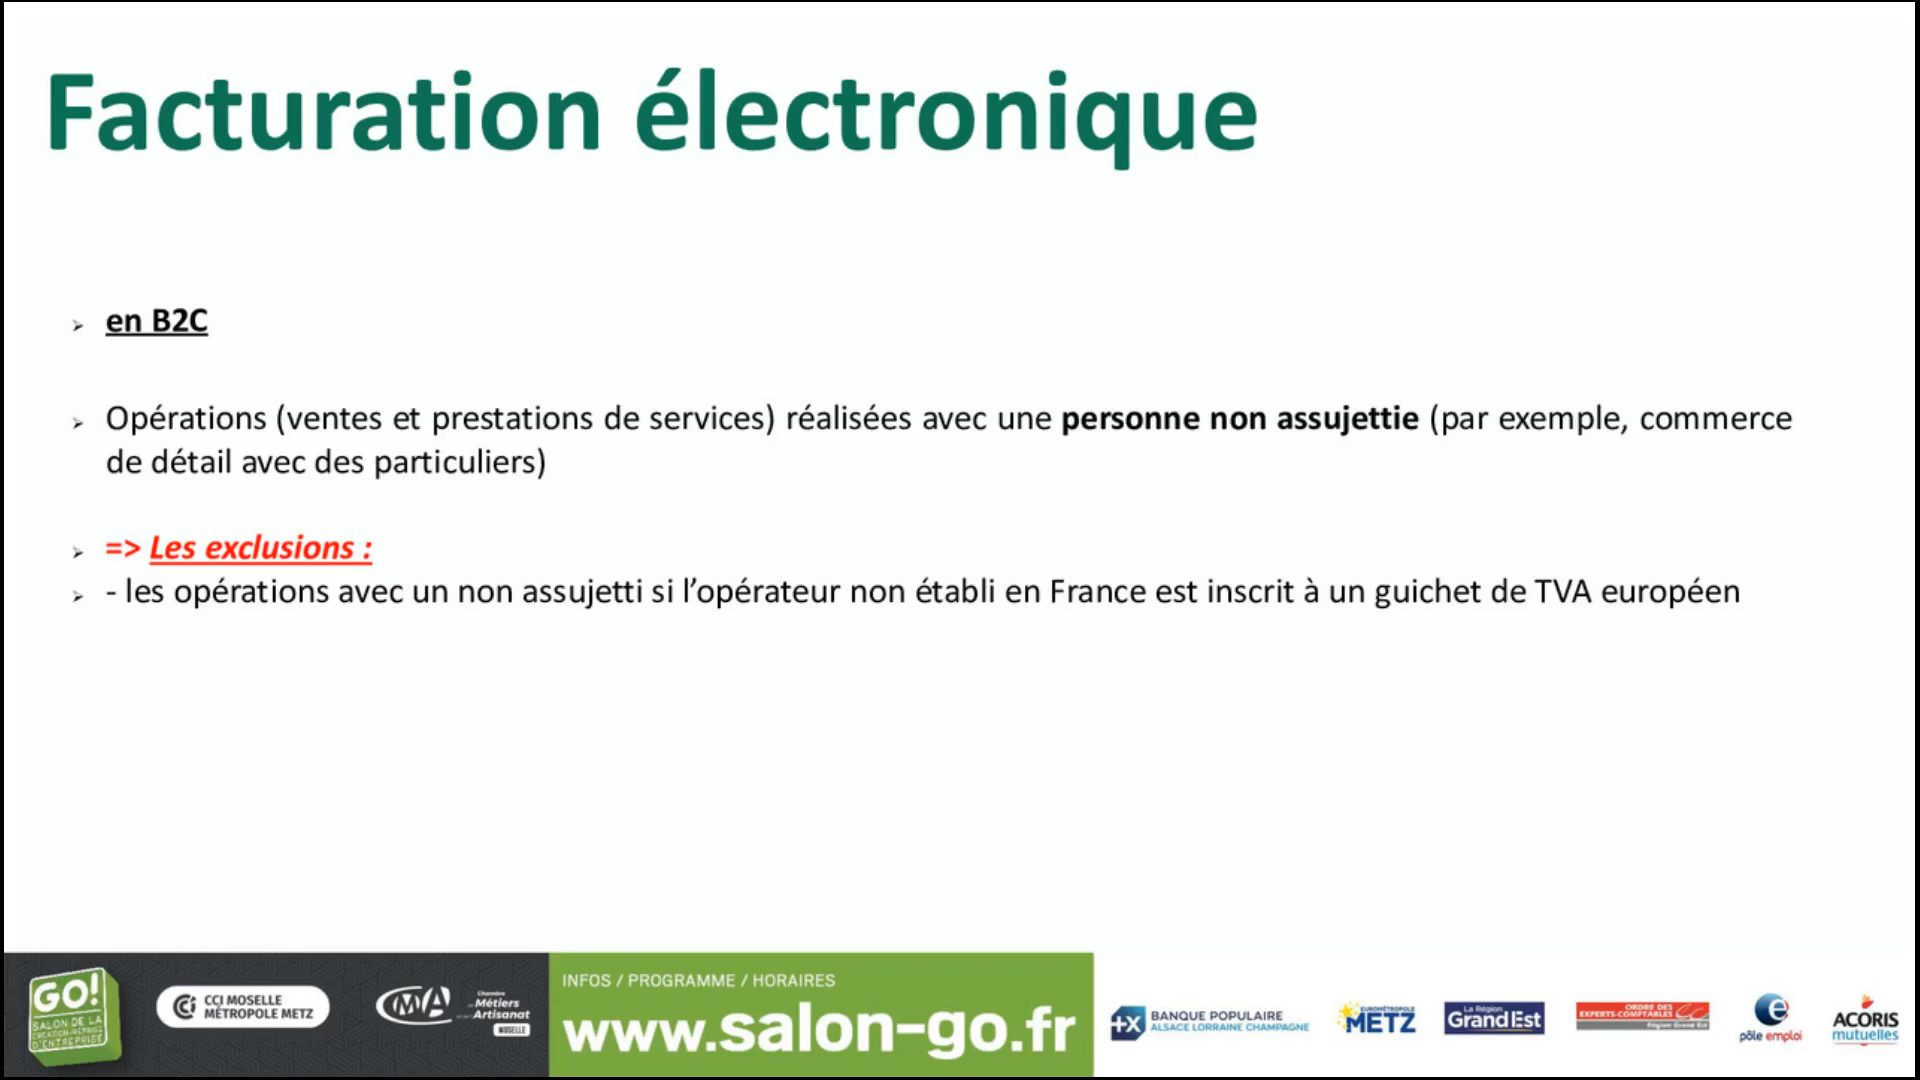 Facturation électronique
➢ en B2C
➢ Opérations (ventes et prestations de services) réalisées avec une personne non assujettie (par exemple, commerce
de détail avec des particuliers)
➢ => Les exclusions :
➢ - les opérations avec un non assujetti si l’opérateur non établi en France est inscrit à un guichet de TVA européen
GO!
SALON DE LA
CRÉATION-REPRISE
D'ENTREPRISE
CCI MOSELLE
MÉTROPOLE METZ
CMA
Chambre
de Métiers
et de l'Artisanat
MOSELLE
INFOS / PROGRAMME / HORAIRES
www.salon-go.fr
+X
BANQUE POPULAIRE
ALSACE LORRAINE CHAMPAGNE
EUROMÉTROPOLE
METZ
La Région
GrandEst
ORDRE DES
EXPERTS-COMPTABLES
Région Grand Est
pôle emploi
ACORIS
mutuelles